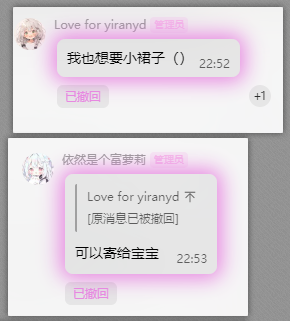 Love for yiranyd 管理员
我也想要小裙子（） 22:52
已撤回
+1
依然是个富萝莉 管理员
Love for yiranyd
[原消息已被撤回]
可以寄给宝宝 22:53
已撤回